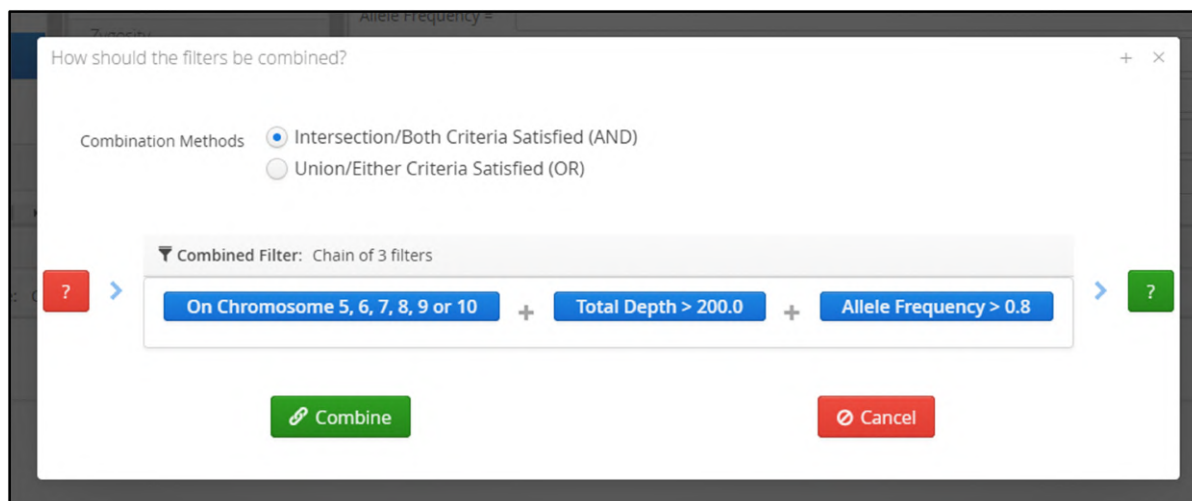 Allele Frequency =
Zygosity
How should the filters be combined?
Combination Methods
Intersection/Both Criteria Satisfied (AND)
Union/Either Criteria Satisfied (OR)
Combined Filter: Chain of 3 filters
?
On Chromosome 5, 6, 7, 8, 9 or 10 + Total Depth > 200.0 + Allele Frequency > 0.8
?
Combine
Cancel